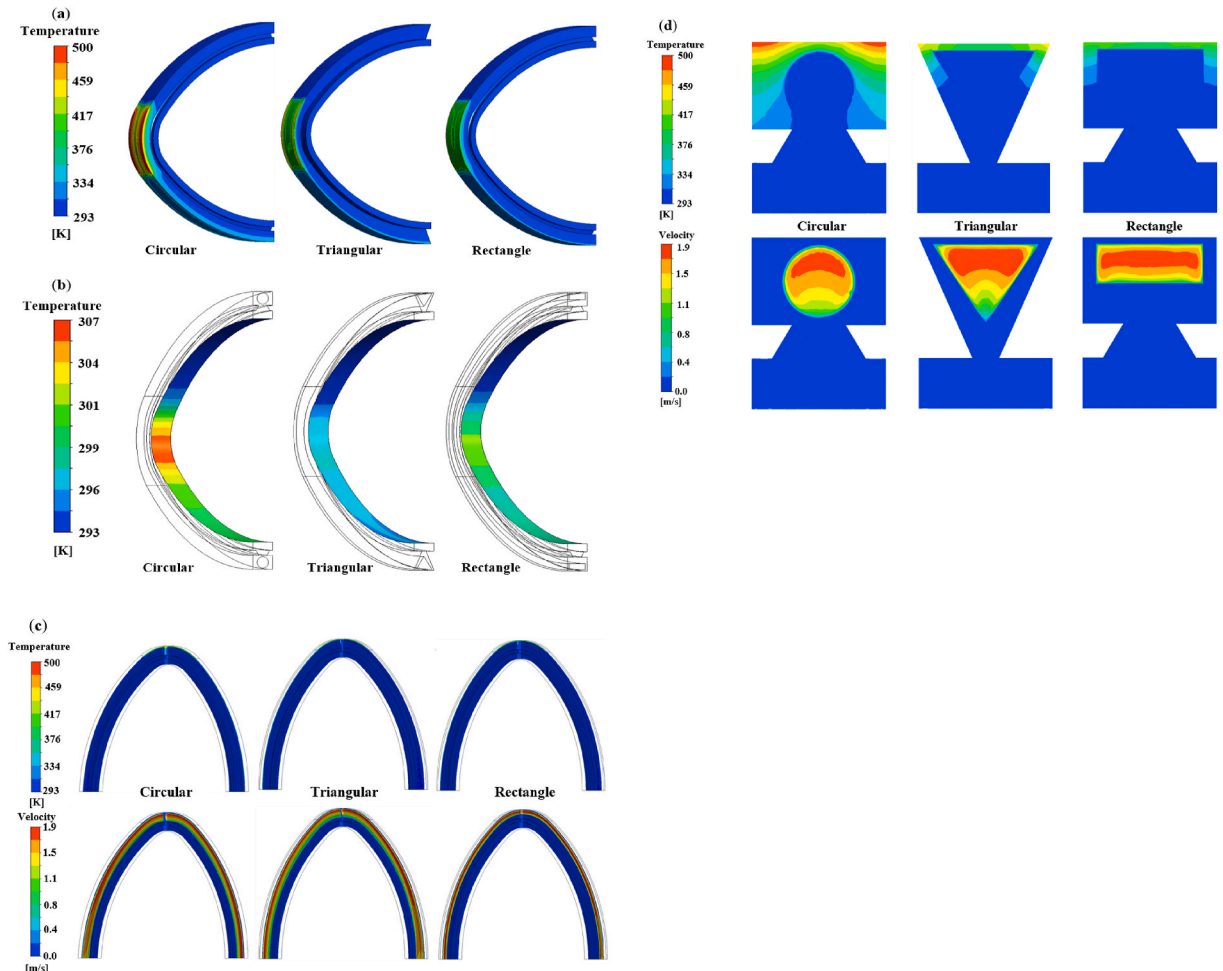 (a)
Temperature
500
459
417
376
334
293
[K]
Circular
Triangular
Rectangle
(b)
Temperature
307
304
301
299
296
293
[K]
Circular
Triangular
Rectangle
(c)
Temperature
500
459
417
376
334
293
[K]
Circular
Triangular
Rectangle
Velocity
1.9
1.5
1.1
0.8
0.4
0.0
[m/s]
(d)
Temperature
500
459
417
376
334
293
[K]
Circular
Triangular
Rectangle
Velocity
1.9
1.5
1.1
0.8
0.4
0.0
[m/s]